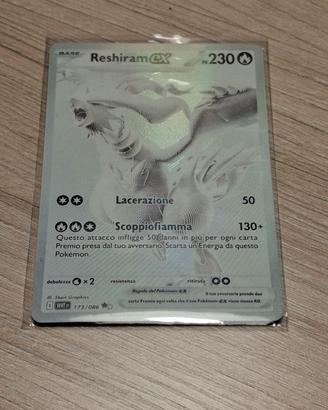 BASE
Reshiram ex PS 230
Lacerazione 50
Scoppiofiamma 130+
Questo attacco infligge 50 danni in più per ogni carta
Premio presa dal tuo avversario. Scarta un'Energia da questo
Pokémon.
debolezza ×2 resistenza ritirata
Regola dei Pokémon ex
Il tuo avversario prende due
carte Premio ogni volta che il tuo Pokémon ex viene messo KO.
Ill. Shun Graphics
173/086